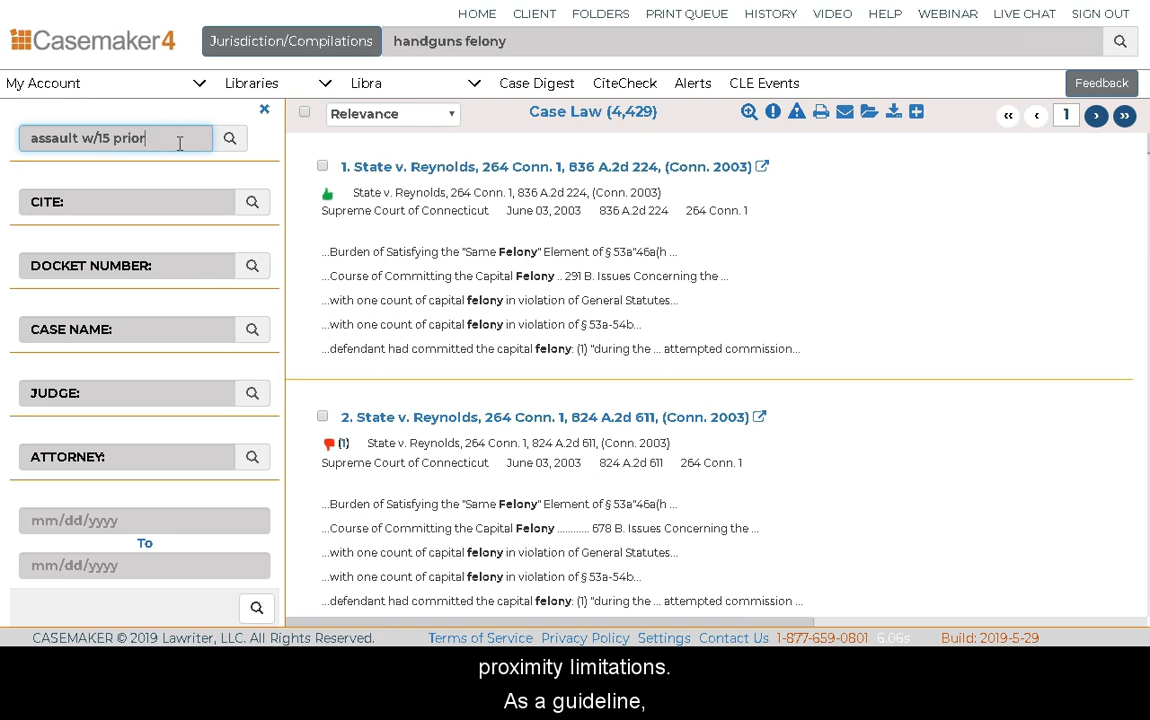 HOME CLIENT FOLDERS PRINT QUEUE HISTORY VIDEO HELP WEBINAR LIVE CHAT SIGN OUT
Casemaker4 Jurisdiction/Compilations handguns felony
My Account Libraries Libra Case Digest CiteCheck Alerts CLE Events Feedback
Relevance Case Law (4,429) 1
assault w/15 prior
CITE:
DOCKET NUMBER:
CASE NAME:
JUDGE:
ATTORNEY:
mm/dd/yyyy
To
mm/dd/yyyy
1. State v. Reynolds, 264 Conn. 1, 836 A.2d 224, (Conn. 2003)
State v. Reynolds, 264 Conn. 1, 836 A.2d 224, (Conn. 2003)
Supreme Court of Connecticut June 03, 2003 836 A.2d 224 264 Conn. 1
...Burden of Satisfying the "Same Felony" Element of § 53a"46a(h ...
...Course of Committing the Capital Felony .. 291 B. Issues Concerning the ...
...with one count of capital felony in violation of General Statutes...
...with one count of capital felony in violation of § 53a-54b...
...defendant had committed the capital felony: (1) "during the ... attempted commission...
2. State v. Reynolds, 264 Conn. 1, 824 A.2d 611, (Conn. 2003)
(1) State v. Reynolds, 264 Conn. 1, 824 A.2d 611, (Conn. 2003)
Supreme Court of Connecticut June 03, 2003 824 A.2d 611 264 Conn. 1
...Burden of Satisfying the "Same Felony" Element of § 53a"46a(h ...
...Course of Committing the Capital Felony ............ 678 B. Issues Concerning the ...
...with one count of capital felony in violation of General Statutes...
...with one count of capital felony in violation of § 53a-54b...
...defendant had committed the capital felony: (1) "during the ... attempted commission ...
CASEMAKER © 2019 Lawriter, LLC. All Rights Reserved. Terms of Service Privacy Policy Settings Contact Us 1-877-659-0801 6.06s Build: 2019-5-29
proximity limitations.
As a guideline,